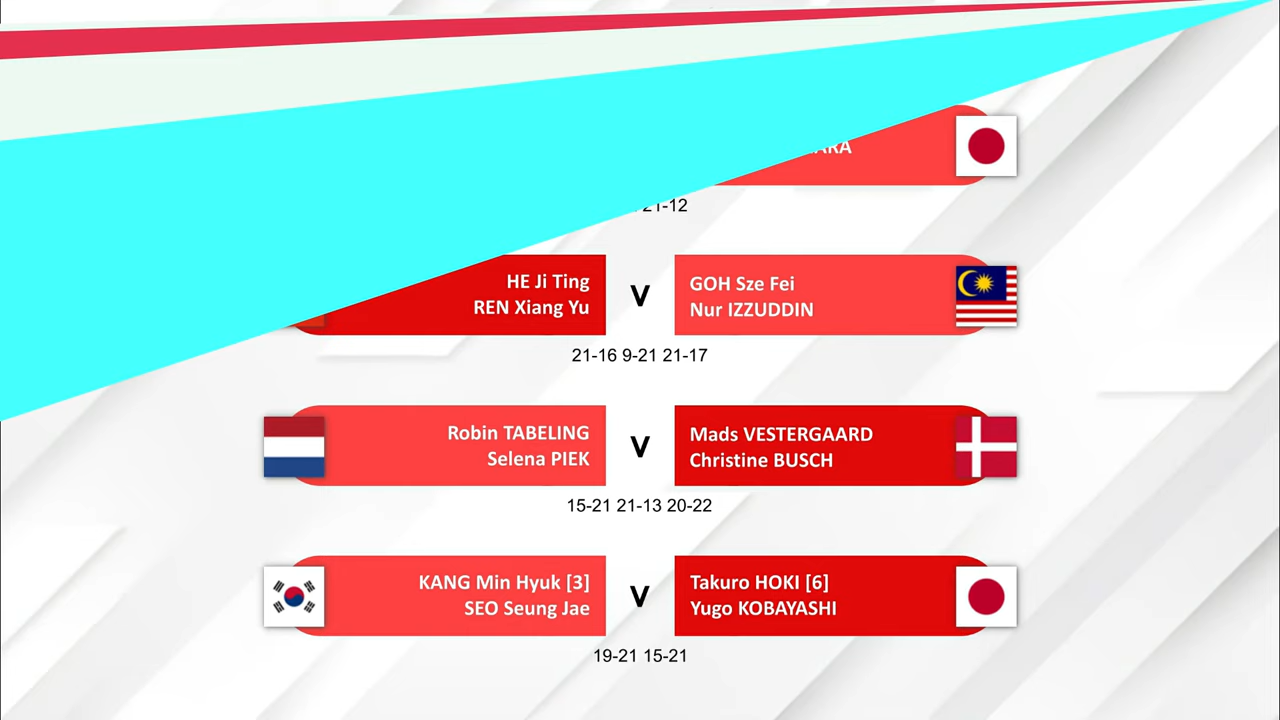 21-12
HE Ji Ting
REN Xiang Yu
V
GOH Sze Fei
Nur IZZUDDIN
21-16 9-21 21-17
Robin TABELING
Selena PIEK
V
Mads VESTERGAARD
Christine BUSCH
15-21 21-13 20-22
KANG Min Hyuk [3]
SEO Seung Jae
V
Takuro HOKI [6]
Yugo KOBAYASHI
19-21 15-21